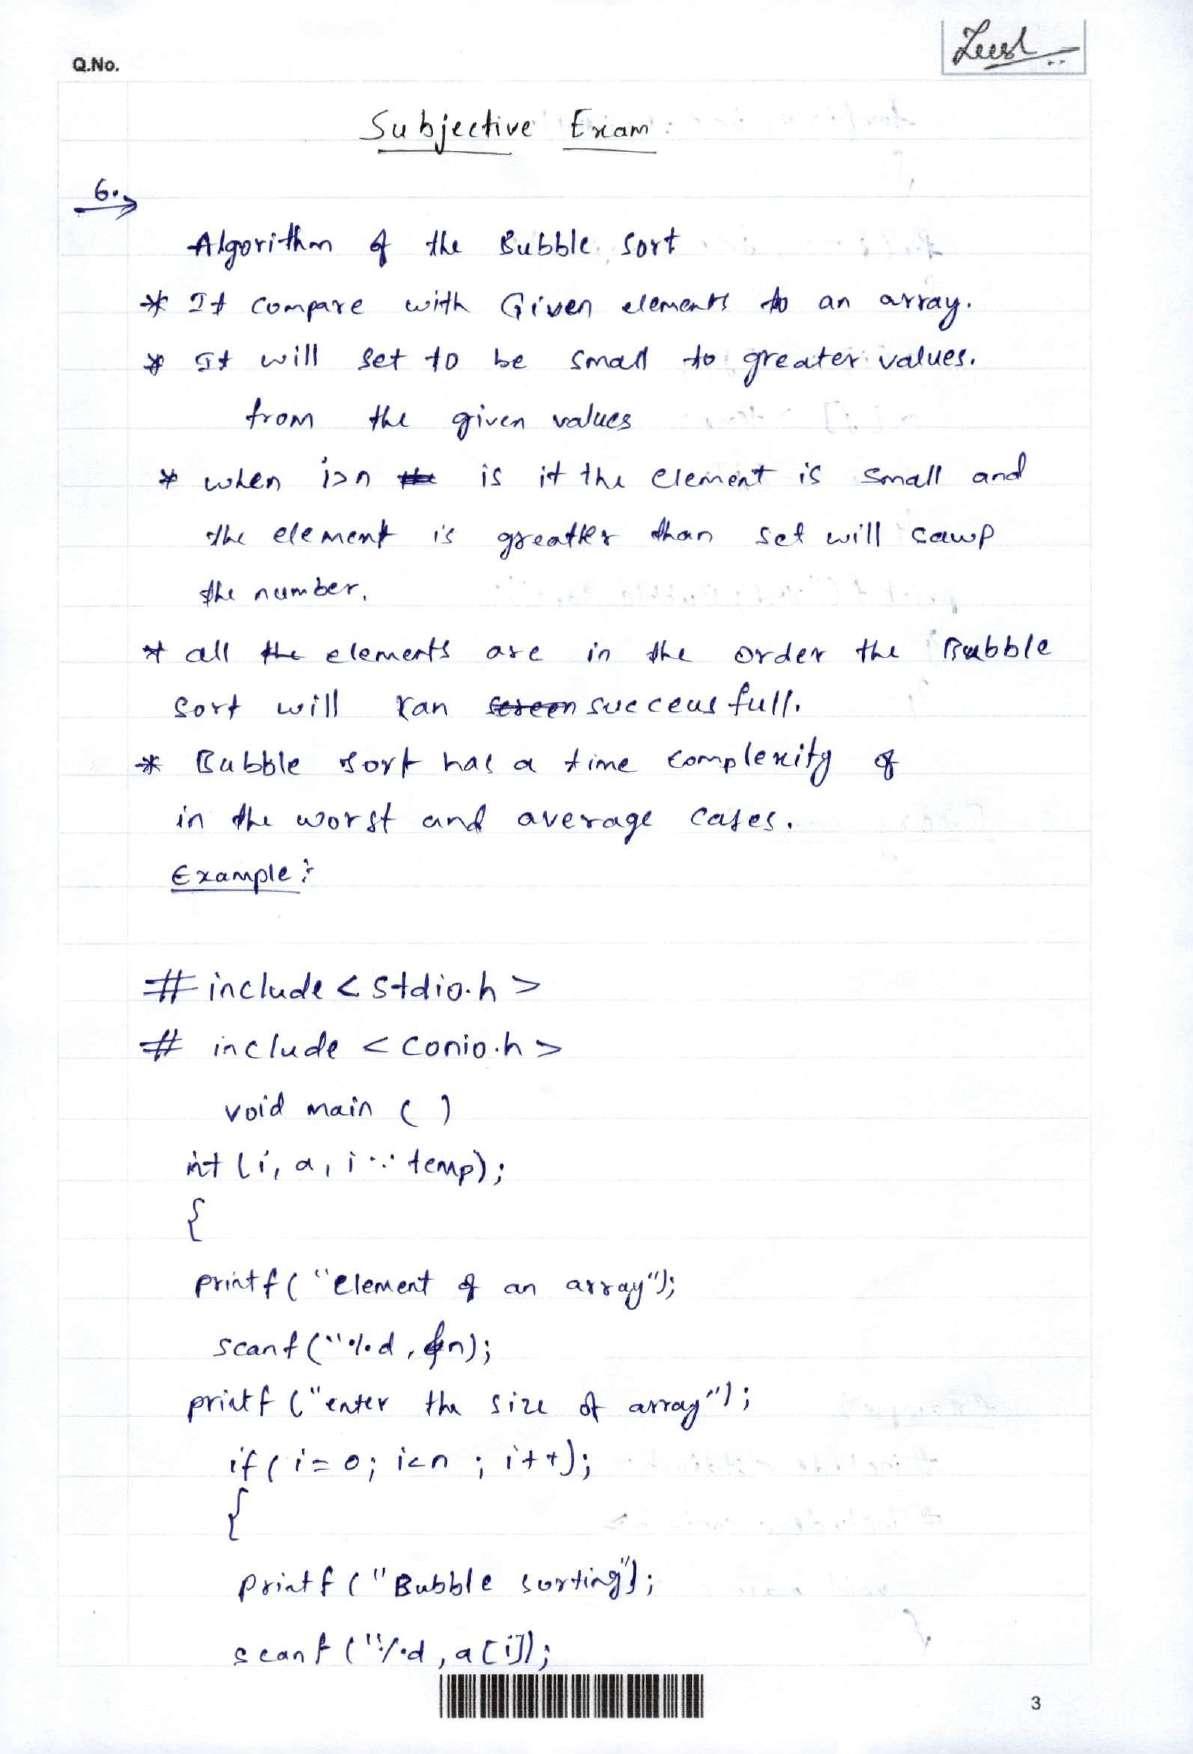 Q.No.
Subjective Exam
6.
Algorithm of the Bubble Sort
* It compare with Given elements to an array.
* It will set to be small to greater values.
from the given values
* when i>n the is it the element is small and
the element is greatter than set will cawp
the number.
* all the elements are in the order the Bubble
sort will ran screen succeus full.
* Bubble sort has a time complexity of
in the worst and average cases.
Example:
#include <stdio.h>
# include <conio.h>
void main ( )
int (i, a, i temp);
{
printf( "element of an array");
scanf("%d, &n);
printf ("enter the size of array");
if( i=0; i<n ; i++);
{
printf ("Bubble sorting");
scanf ("%d, a[i]);
3